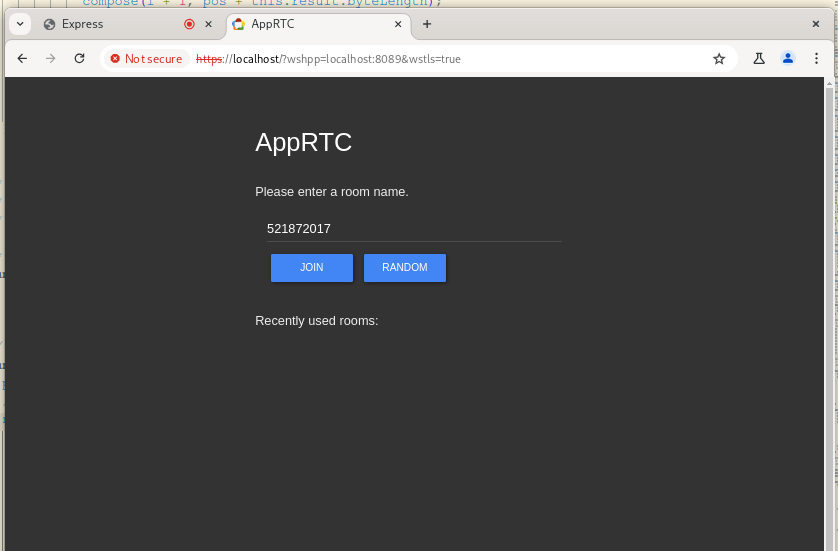 compose(i + 1, pos + this.result.byteLength);
Express
AppRTC
Not secure
https://localhost/?wshpp=localhost:8089&wstls=true
AppRTC
Please enter a room name.
521872017
JOIN
RANDOM
Recently used rooms: